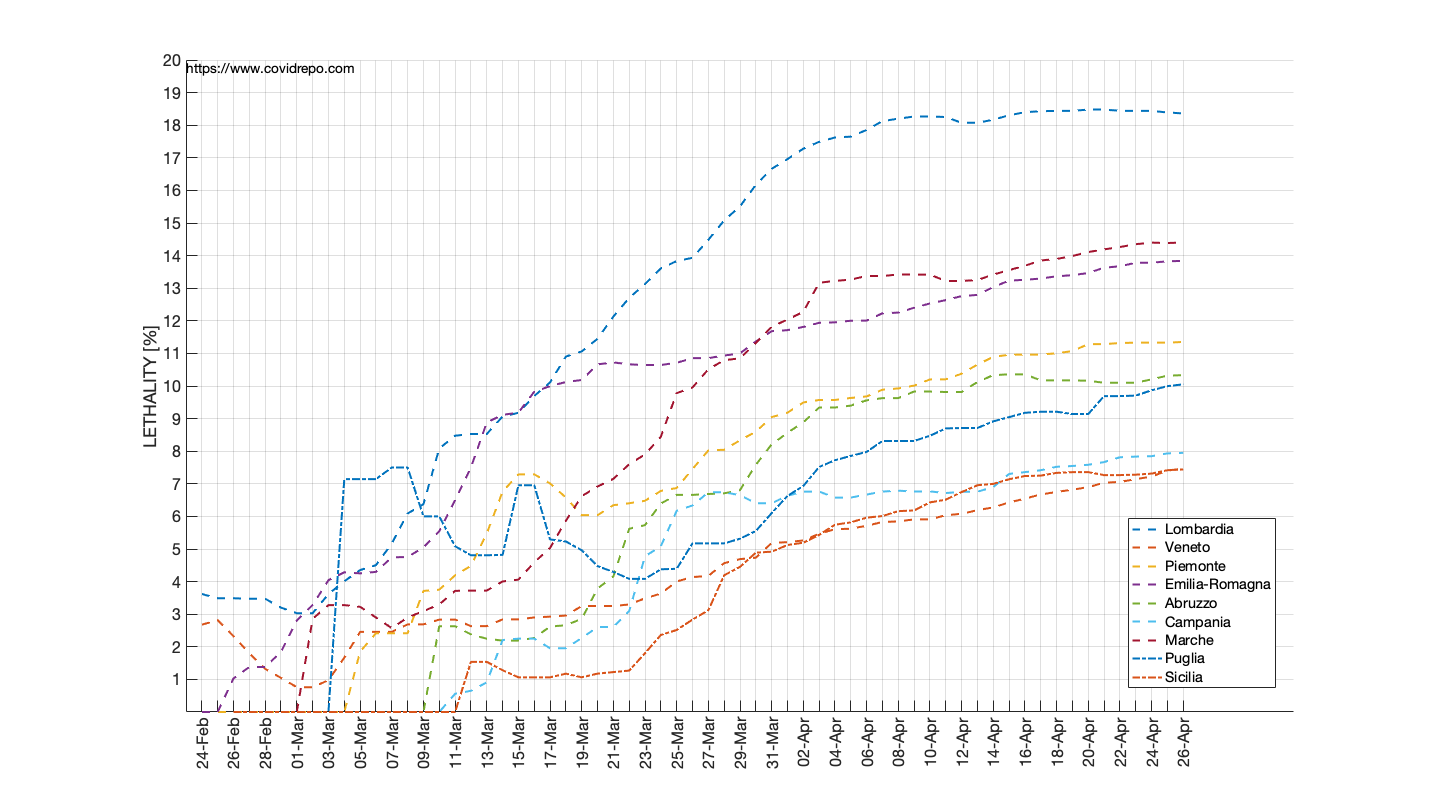 https://www.covidrepo.com
LETHALITY [%]
20
19
18
17
16
15
14
13
12
11
10
9
8
7
6
5
4
3
2
1
24-Feb
26-Feb
28-Feb
01-Mar
03-Mar
05-Mar
07-Mar
09-Mar
11-Mar
13-Mar
15-Mar
17-Mar
19-Mar
21-Mar
23-Mar
25-Mar
27-Mar
29-Mar
31-Mar
02-Apr
04-Apr
06-Apr
08-Apr
10-Apr
12-Apr
14-Apr
16-Apr
18-Apr
20-Apr
22-Apr
24-Apr
26-Apr
Lombardia
Veneto
Piemonte
Emilia-Romagna
Abruzzo
Campania
Marche
Puglia
Sicilia